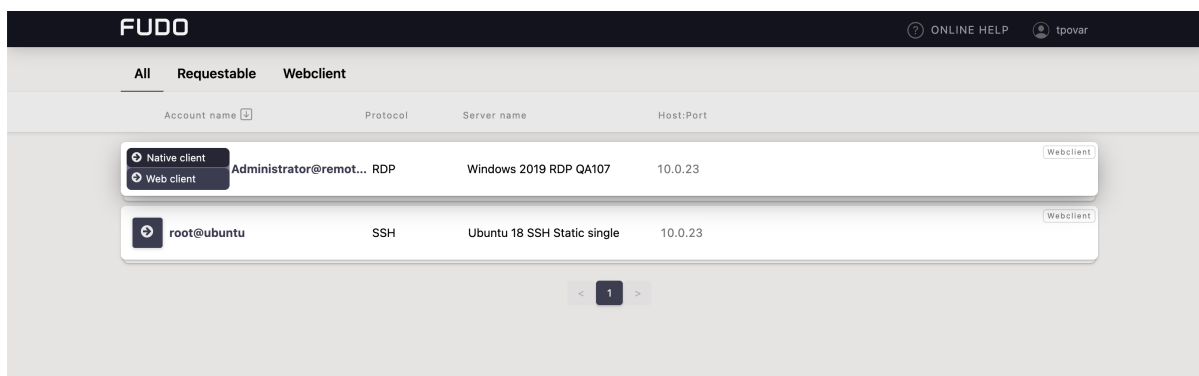 FUDO ? ONLINE HELP tpovar
All Requestable Webclient
Account name Protocol Server name Host:Port
Native client
Web client
Administrator@remot... RDP Windows 2019 RDP QA107 10.0.23 Webclient
root@ubuntu SSH Ubuntu 18 SSH Static single 10.0.23 Webclient
< 1 >